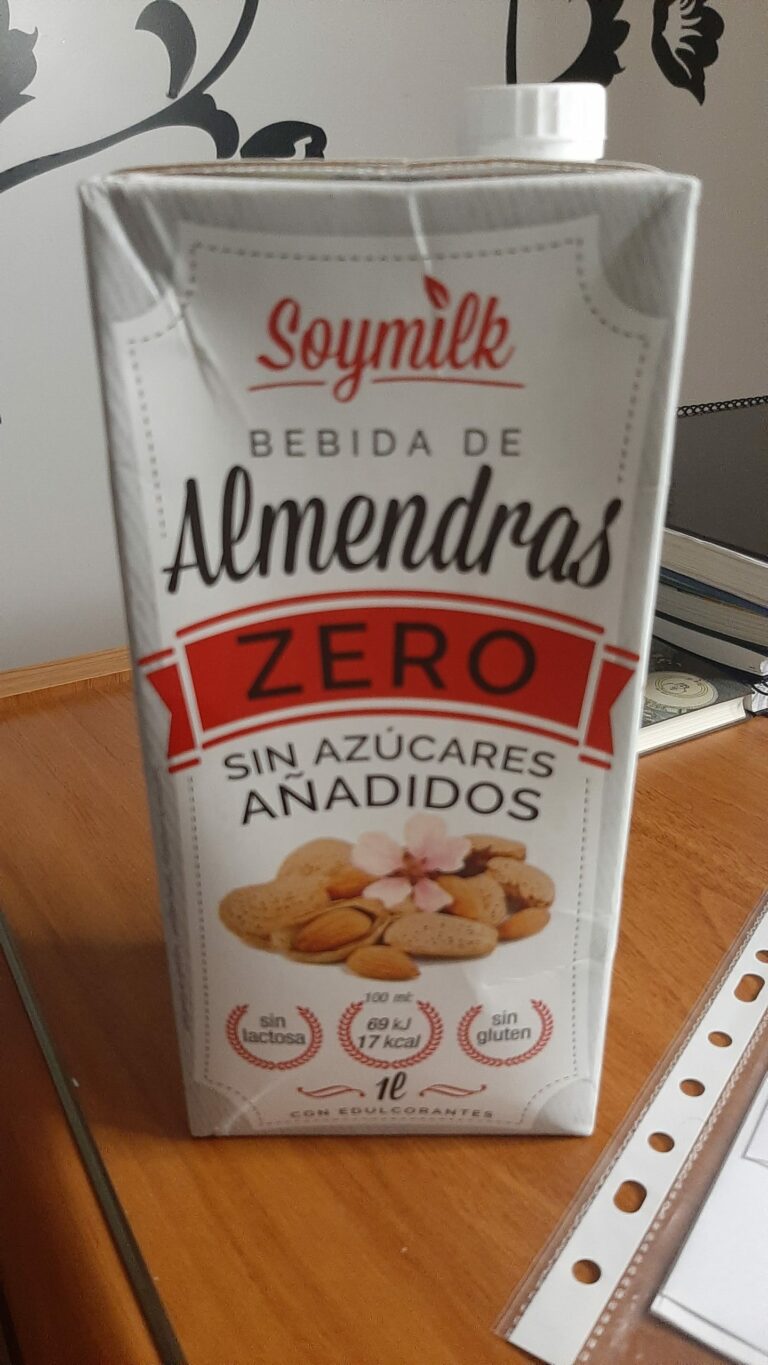 Soymilk
BEBIDA DE
Almendras
ZERO
SIN AZÚCARES
AÑADIDOS
sin
lactosa
100 ml:
69 kJ
17 kcal
sin
gluten
1l
CON EDULCORANTES